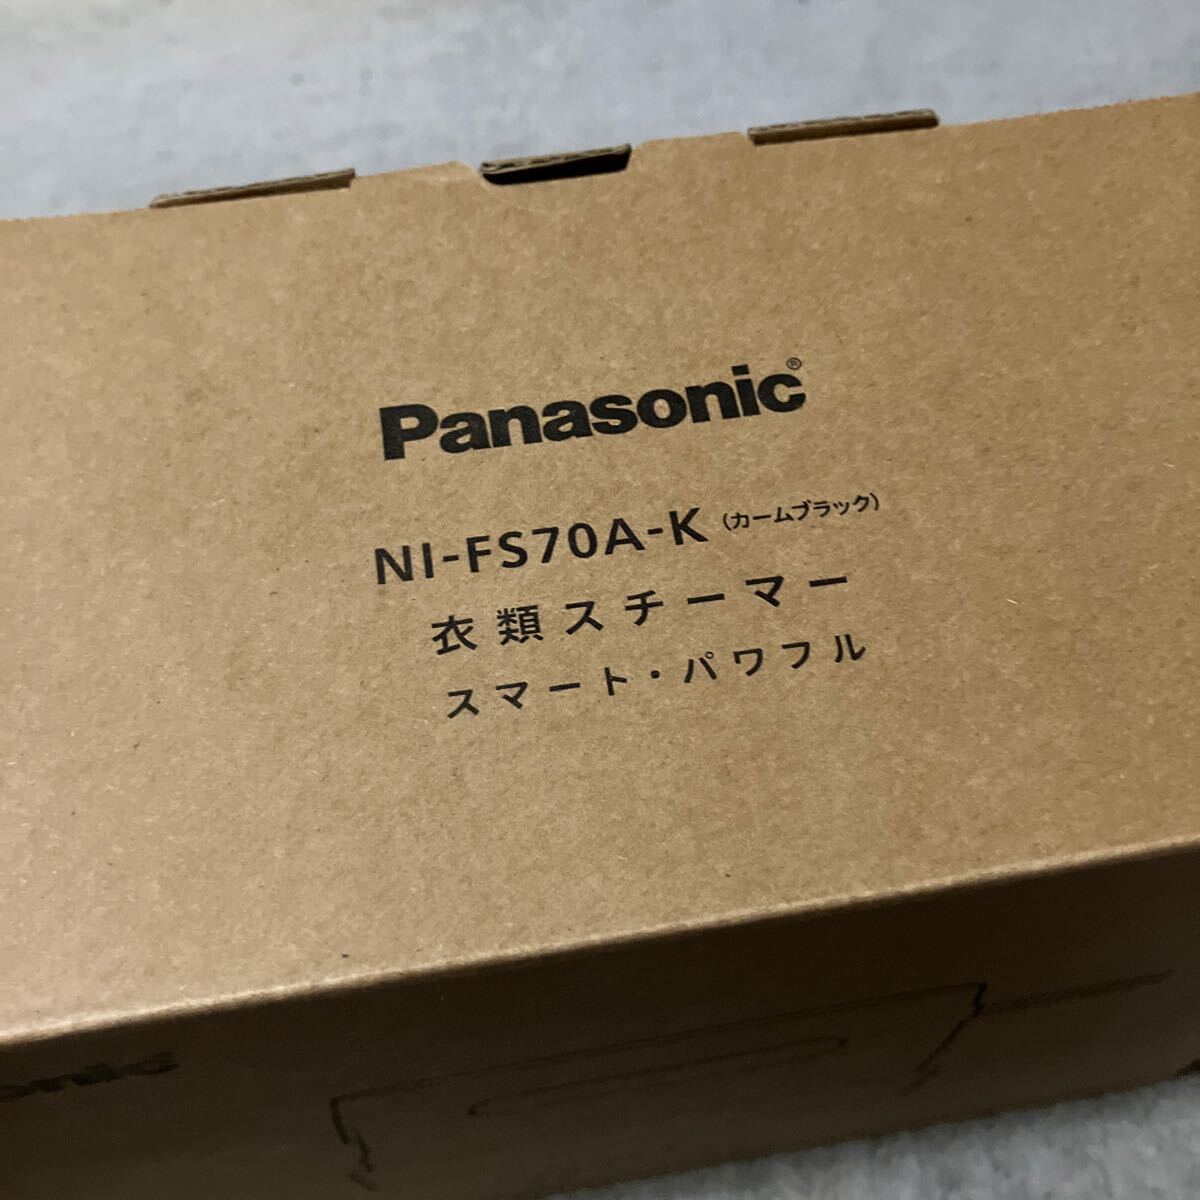 Panasonic®
NI-FS70A-K (カームブラック)
衣類スチーマー
スマート・パワフル
onic